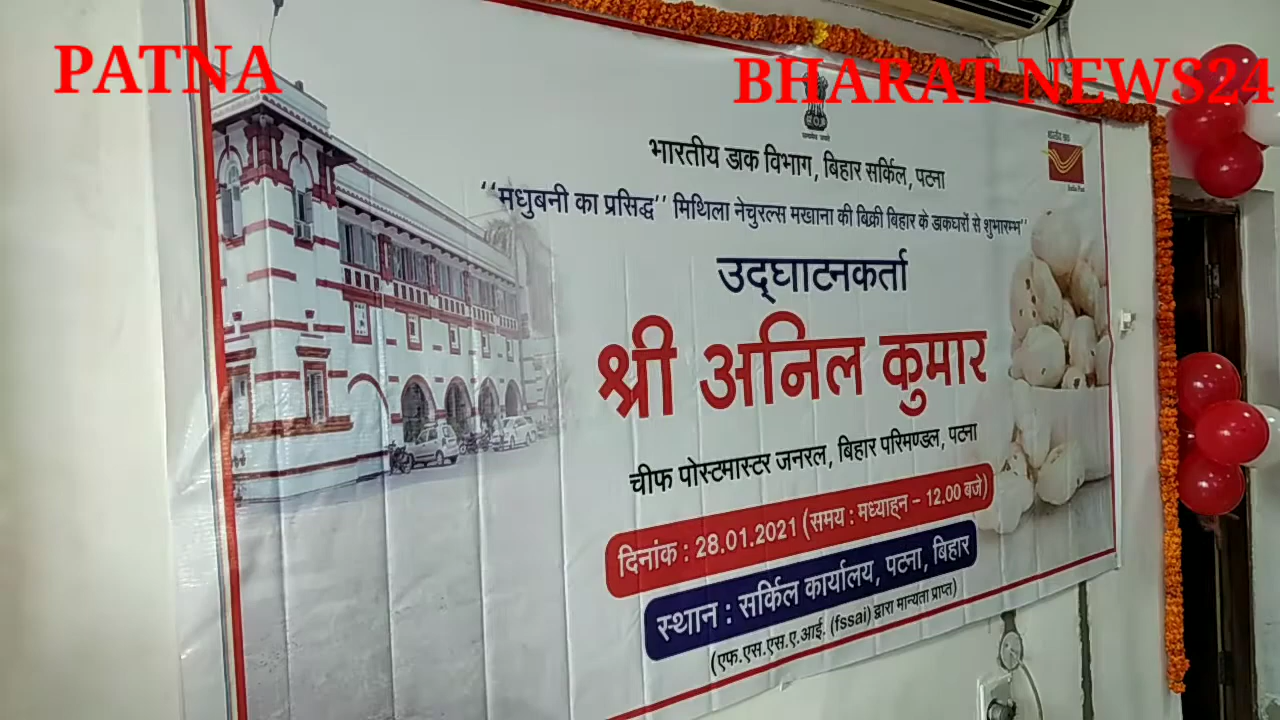 PATNA
BHARAT NEWS24
भारतीय डाक विभाग, बिहार सर्किल, पटना
‘‘मधुबनी का प्रसिद्ध’’ मिथिला नेचुरल्स मखाना की बिक्री बिहार के डाकघरों से शुभारम्भ’’
उद्घाटनकर्ता
श्री अनिल कुमार
चीफ पोस्टमास्टर जनरल, बिहार परिमण्डल, पटना
दिनांक : 28.01.2021 (समय : मध्याह्न – 12.00 बजे)
स्थान : सर्किल कार्यालय, पटना, बिहार
(एफ.एस.एस.ए.आई. (fssai) द्वारा मान्यता प्राप्त)